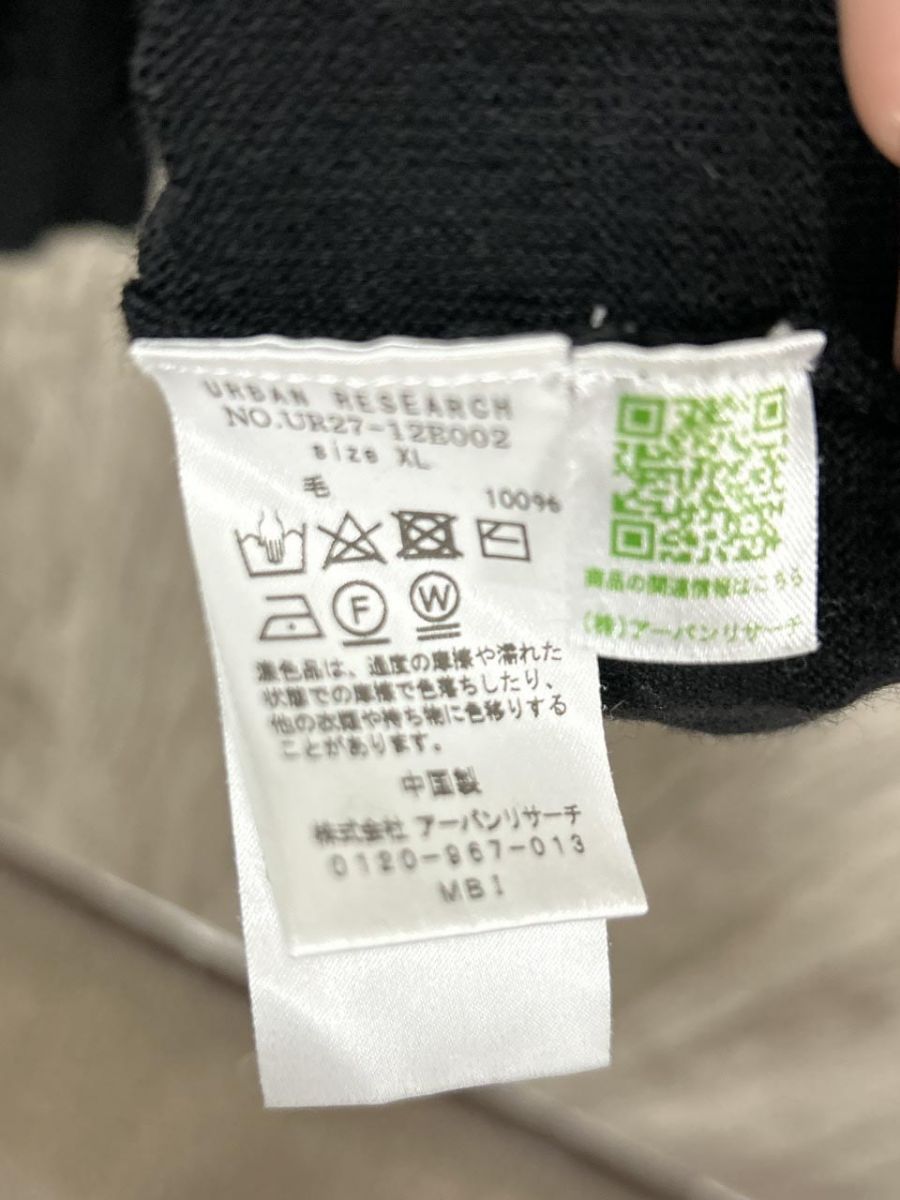 URBAN RESEARCH
NO.UR27-12E002
size XL
毛 100%
F W
濃色品は、過度の摩擦や濡れた
状態での摩擦で色落ちしたり、
他の衣類や持ち物に色移りする
ことがあります。
中国製
株式会社 アーバンリサーチ
0120-967-013
MBI
商品の関連情報はこちら
(株)アーバンリサーチ